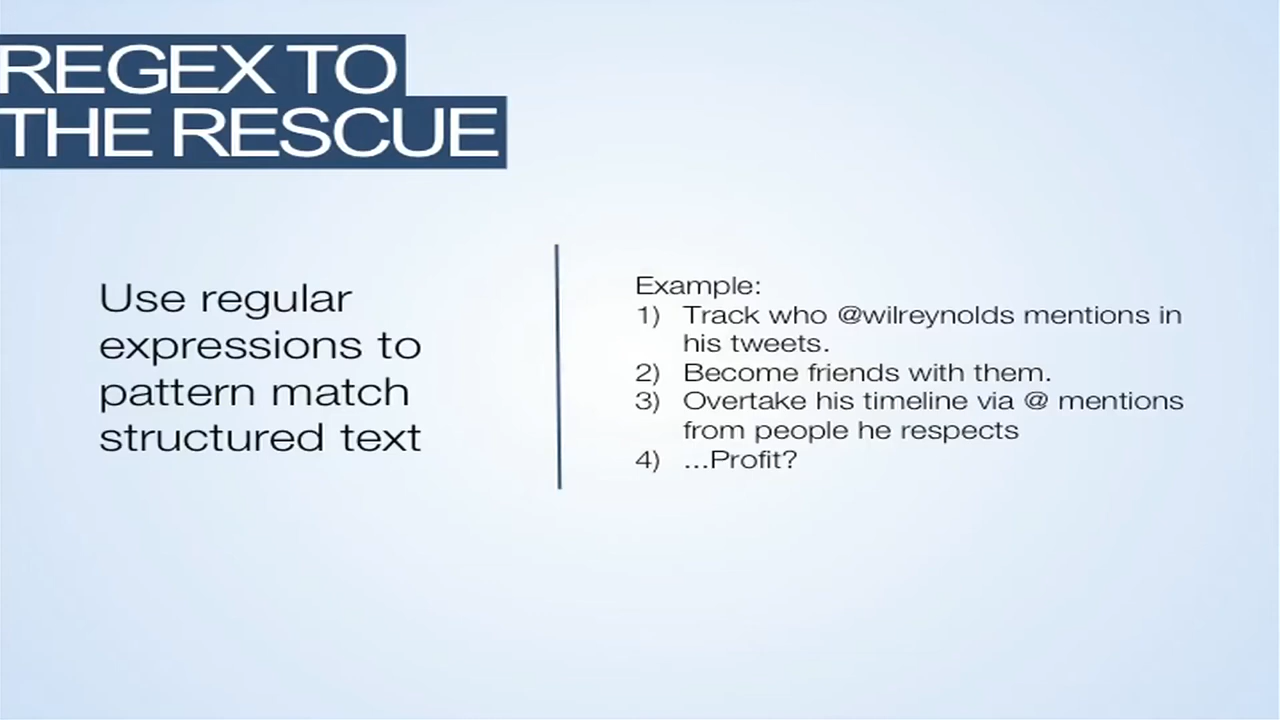 REGEX TO
THE RESCUE
Use regular
expressions to
pattern match
structured text
Example:
1) Track who @wilreynolds mentions in
his tweets.
2) Become friends with them.
3) Overtake his timeline via @ mentions
from people he respects
4) ...Profit?